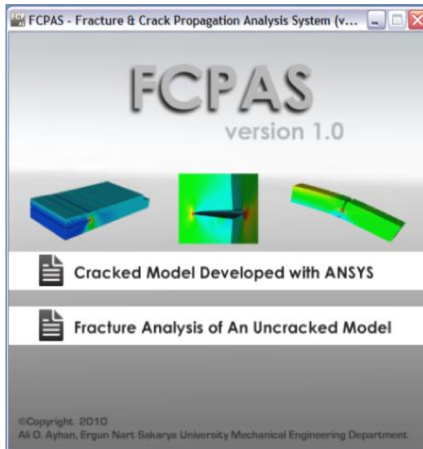 FCPAS - Fracture & Crack Propagation Analysis System (v...
FCPAS
version 1.0
Cracked Model Developed with ANSYS
Fracture Analysis of An Uncracked Model
©Copyright 2010
Ali O. Ayhan, Ergun Nart Sakarya University Mechanical Engineering Department